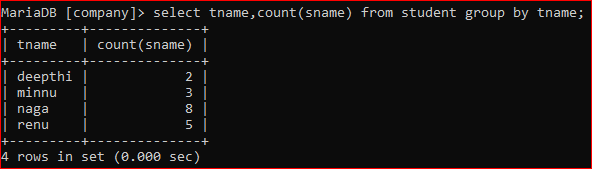 MariaDB [company]> select tname,count(sname) from student group by tname;
+---------+--------------+
| tname   | count(sname) |
+---------+--------------+
| deepthi |            2 |
| minnu   |            3 |
| naga    |            8 |
| renu    |            5 |
+---------+--------------+
4 rows in set (0.000 sec)